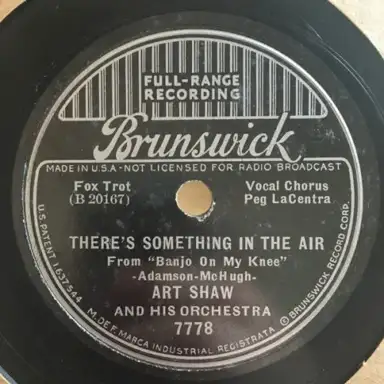 FULL-RANGE
RECORDING
Brunswick
MADE IN U.S.A - NOT LICENSED FOR RADIO BROADCAST
Fox Trot
(B 20167)
Vocal Chorus
Peg LaCentra
THERE'S SOMETHING IN THE AIR
From "Banjo On My Knee"
-Adamson-McHugh-
ART SHAW
AND HIS ORCHESTRA
7778
U.S. PATENT 1637544
M. DE F. MARCA INDUSTRIAL REGISTRATA
© BRUNSWICK RECORD CORP.